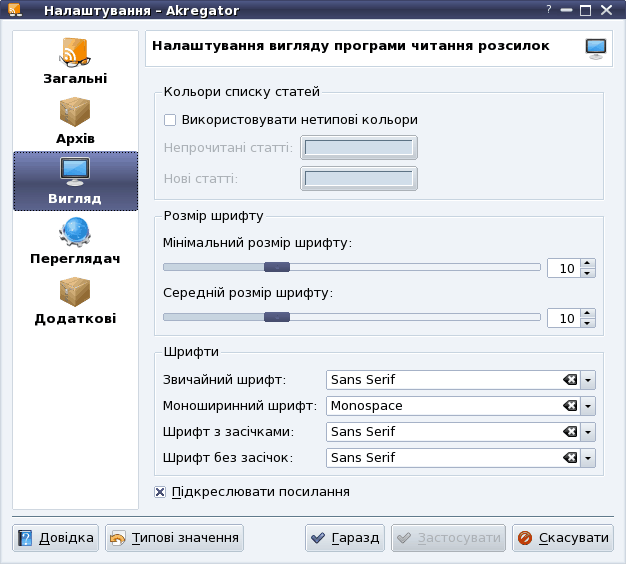 Налаштування – Akregator
?
Загальні
Архів
Вигляд
Переглядач
Додаткові
Налаштування вигляду програми читання розсилок
Кольори списку статей
Використовувати нетипові кольори
Непрочитані статті:
Нові статті:
Розмір шрифту
Мінімальний розмір шрифту:
10
Середній розмір шрифту:
10
Шрифти
Звичайний шрифт: Sans Serif
Моноширинний шрифт: Monospace
Шрифт з засічками: Sans Serif
Шрифт без засічок: Sans Serif
Підкреслювати посилання
Довідка Типові значення Гаразд Застосувати Скасувати